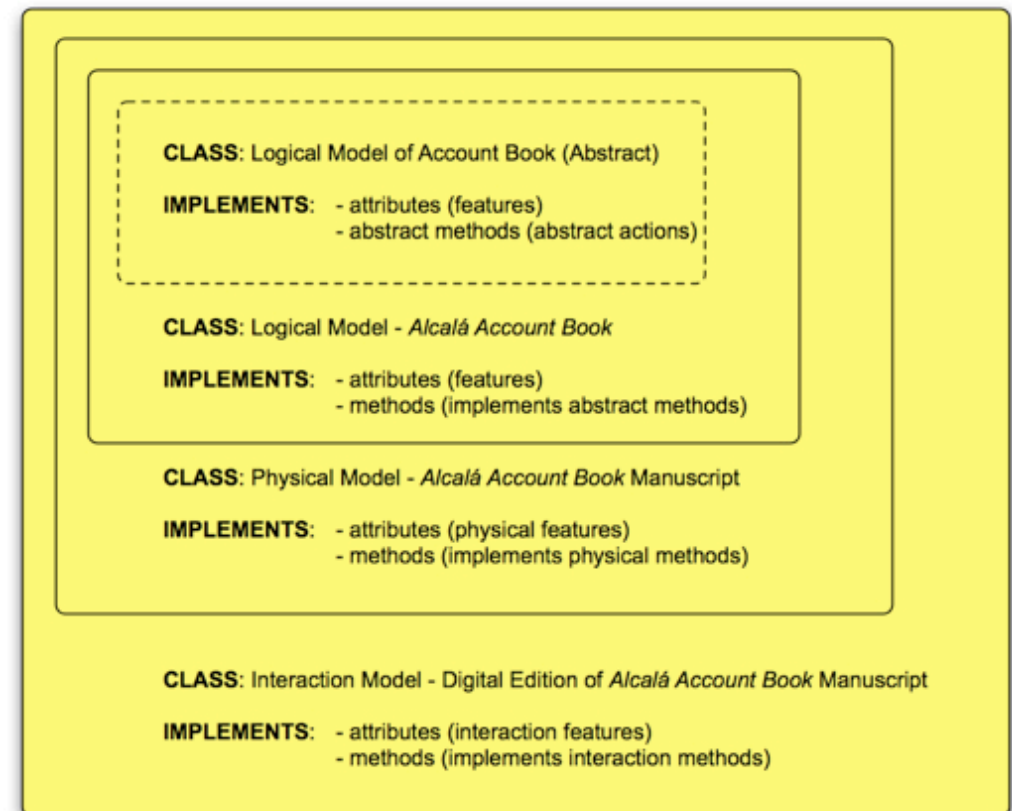 CLASS: Logical Model of Account Book (Abstract)
IMPLEMENTS: - attributes (features)
- abstract methods (abstract actions)
CLASS: Logical Model - Alcalá Account Book
IMPLEMENTS: - attributes (features)
- methods (implements abstract methods)
CLASS: Physical Model - Alcalá Account Book Manuscript
IMPLEMENTS: - attributes (physical features)
- methods (implements physical methods)
CLASS: Interaction Model - Digital Edition of Alcalá Account Book Manuscript
IMPLEMENTS: - attributes (interaction features)
- methods (implements interaction methods)